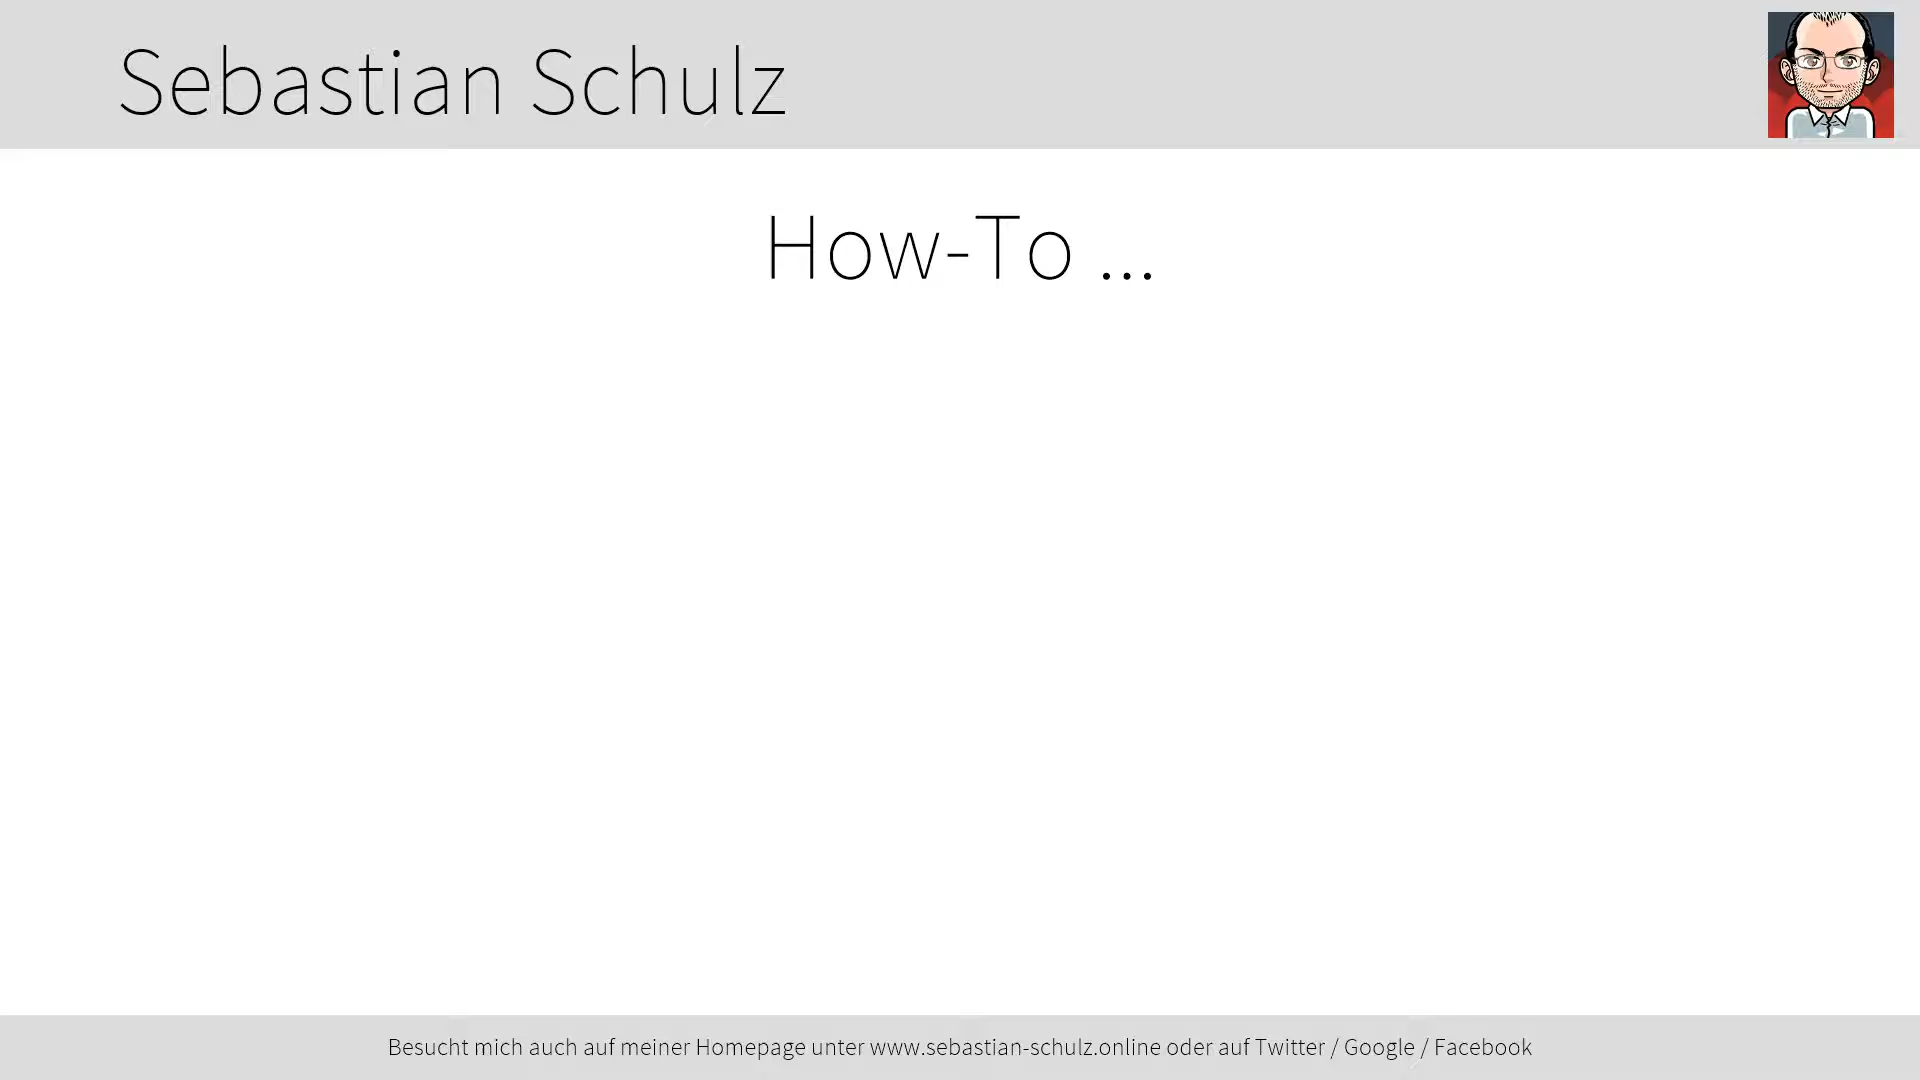 Sebastian Schulz
How-To ...
Besucht mich auch auf meiner Homepage unter www.sebastian-schulz.online oder auf Twitter / Google / Facebook